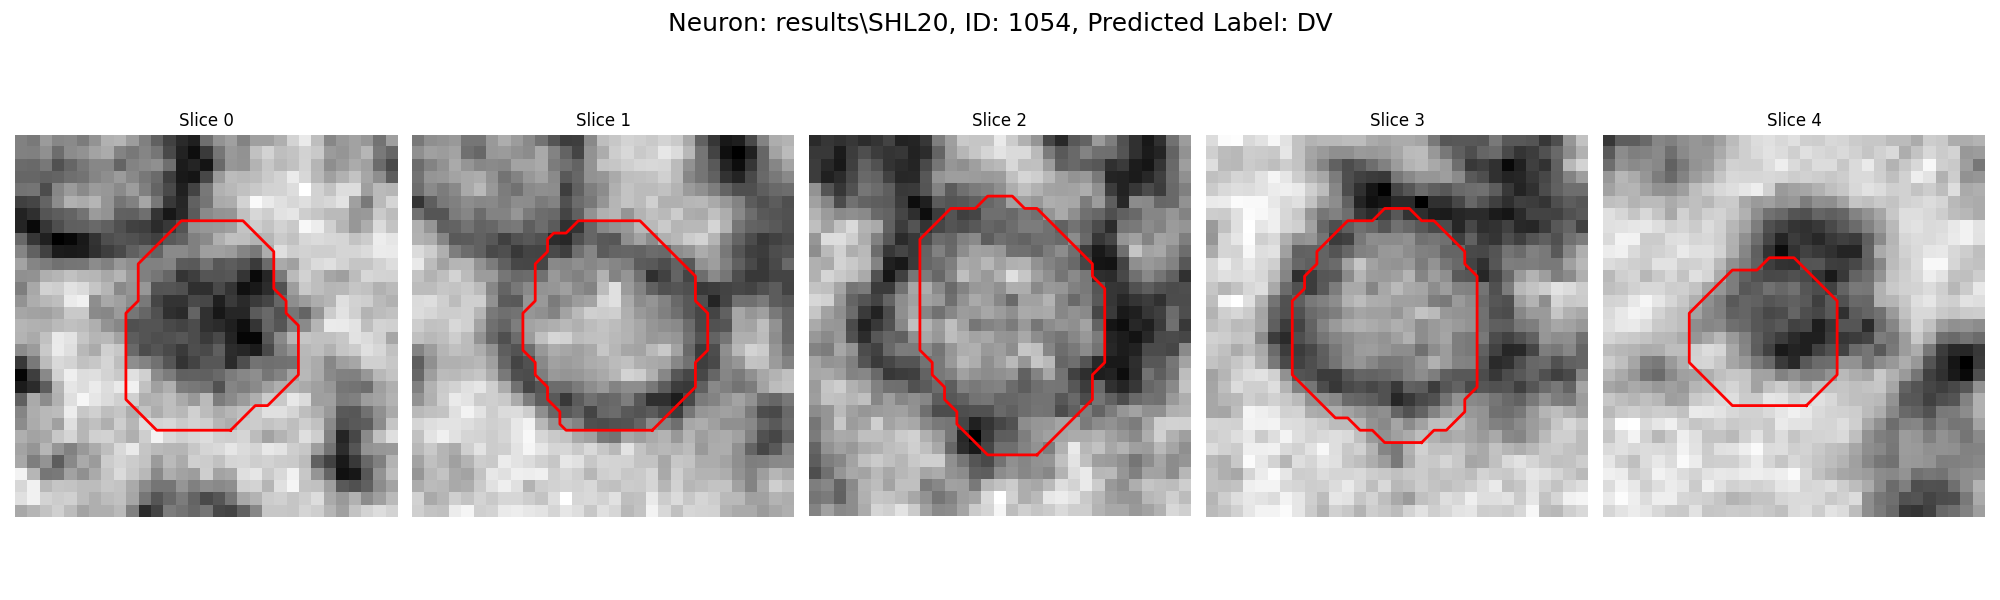 Neuron: results\SHL20, ID: 1054, Predicted Label: DV
Slice 0
Slice 1
Slice 2
Slice 3
Slice 4